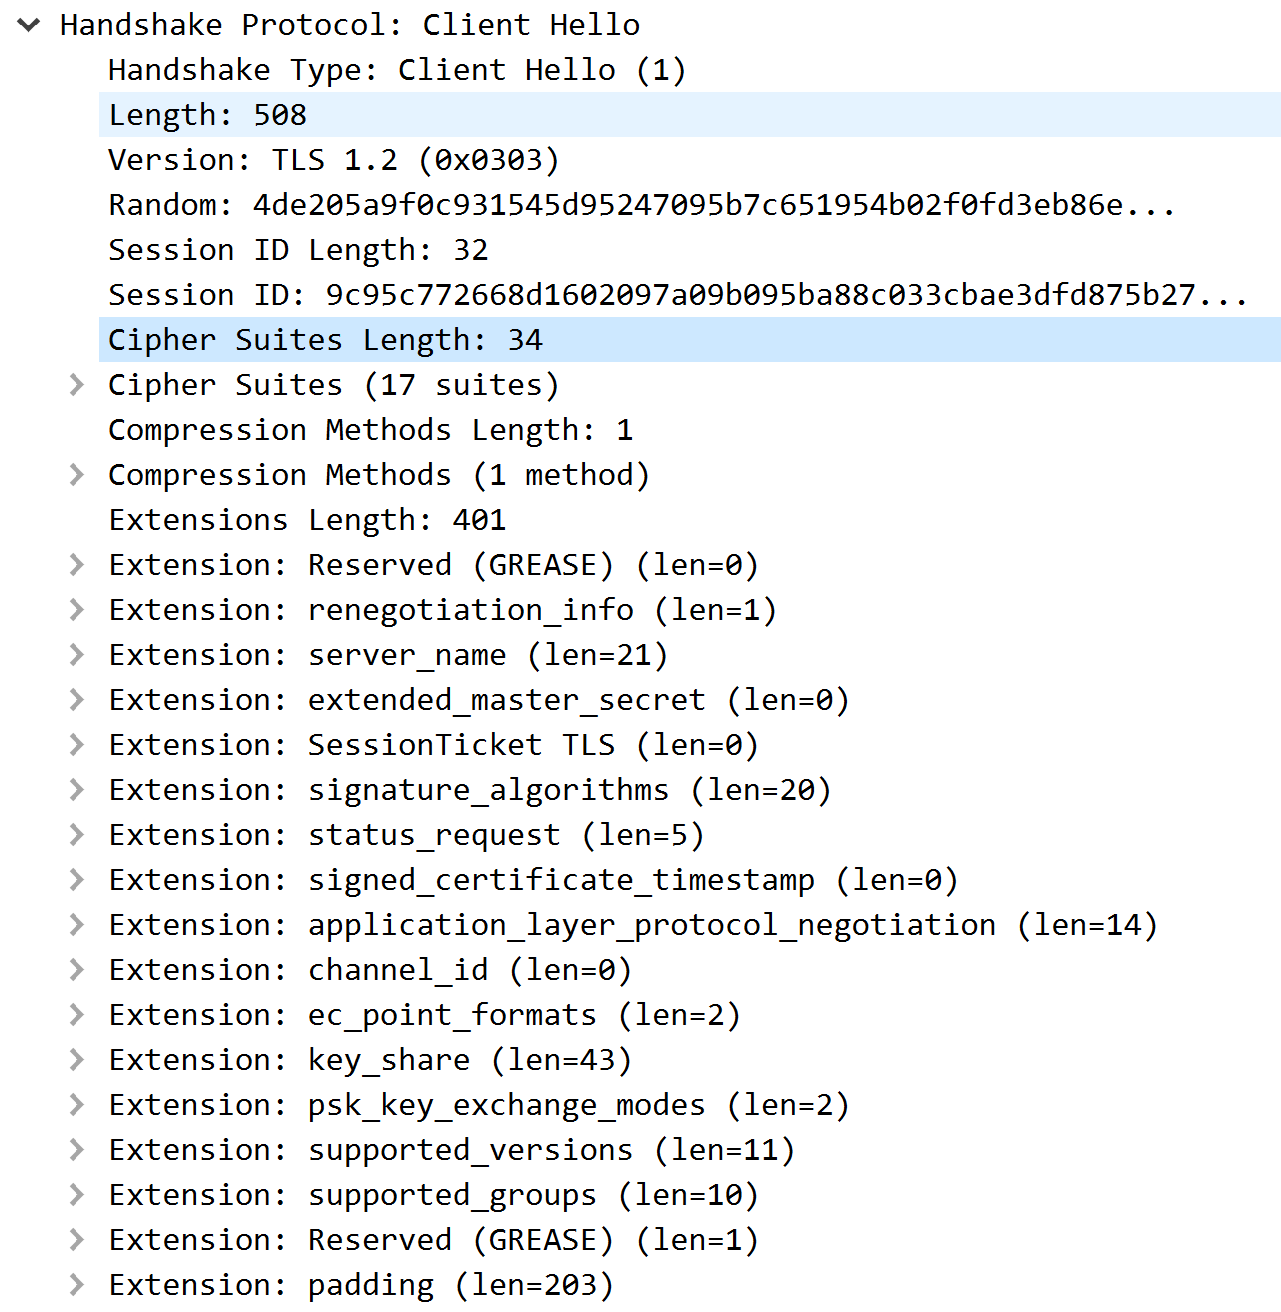 Handshake Protocol: Client Hello
Handshake Type: Client Hello (1)
Length: 508
Version: TLS 1.2 (0x0303)
Random: 4de205a9f0c931545d95247095b7c651954b02f0fd3eb86e...
Session ID Length: 32
Session ID: 9c95c772668d1602097a09b095ba88c033cbae3dfd875b27...
Cipher Suites Length: 34
Cipher Suites (17 suites)
Compression Methods Length: 1
Compression Methods (1 method)
Extensions Length: 401
Extension: Reserved (GREASE) (len=0)
Extension: renegotiation_info (len=1)
Extension: server_name (len=21)
Extension: extended_master_secret (len=0)
Extension: SessionTicket TLS (len=0)
Extension: signature_algorithms (len=20)
Extension: status_request (len=5)
Extension: signed_certificate_timestamp (len=0)
Extension: application_layer_protocol_negotiation (len=14)
Extension: channel_id (len=0)
Extension: ec_point_formats (len=2)
Extension: key_share (len=43)
Extension: psk_key_exchange_modes (len=2)
Extension: supported_versions (len=11)
Extension: supported_groups (len=10)
Extension: Reserved (GREASE) (len=1)
Extension: padding (len=203)